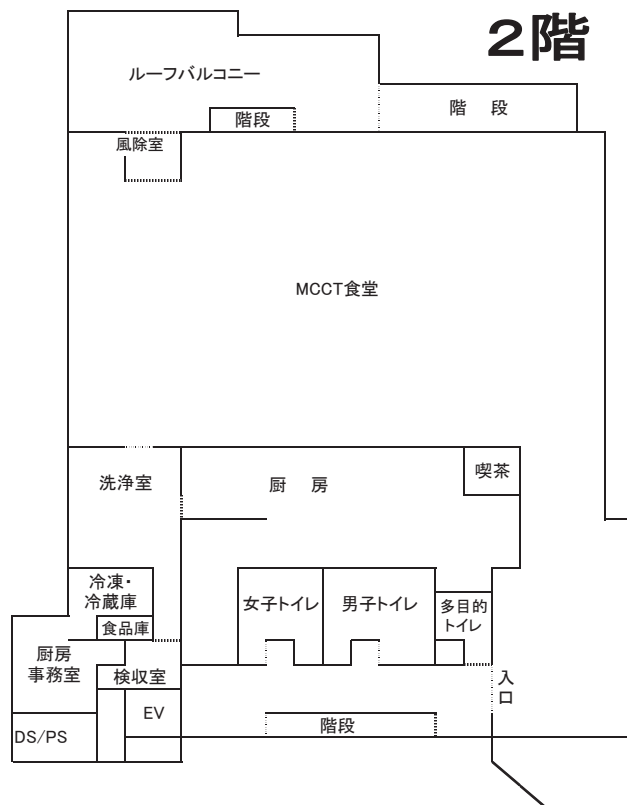 2階
ルーフバルコニー
階段
階 段
風除室
MCCT食堂
洗浄室
厨 房
喫茶
冷凍・
冷蔵庫
食品庫
女子トイレ
男子トイレ
多目的
トイレ
厨房
事務室
検収室
入
口
EV
階段
DS/PS